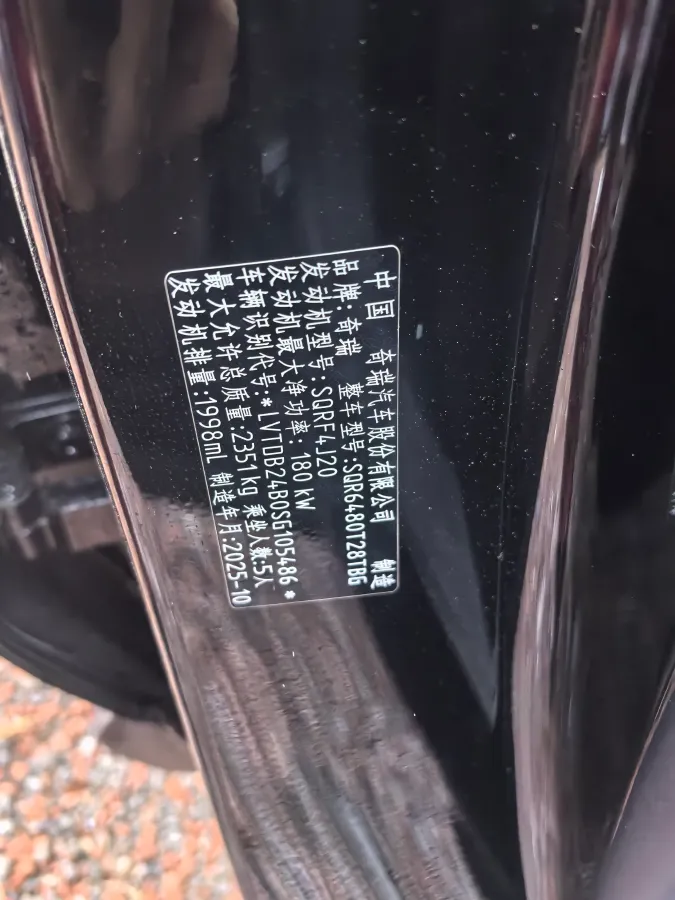 中国 奇瑞汽车股份有限公司 制造
品牌:奇瑞 整车型号:SQR6480T28TBG
发动机型号:SQRF4J20
发动机最大净功率:180 kW
车辆识别代号:*LVTDB24B0SG105486*
最大允许总质量:2351kg 乘坐人数:5人
发动机排量:1998mL 制造年月:2025-10